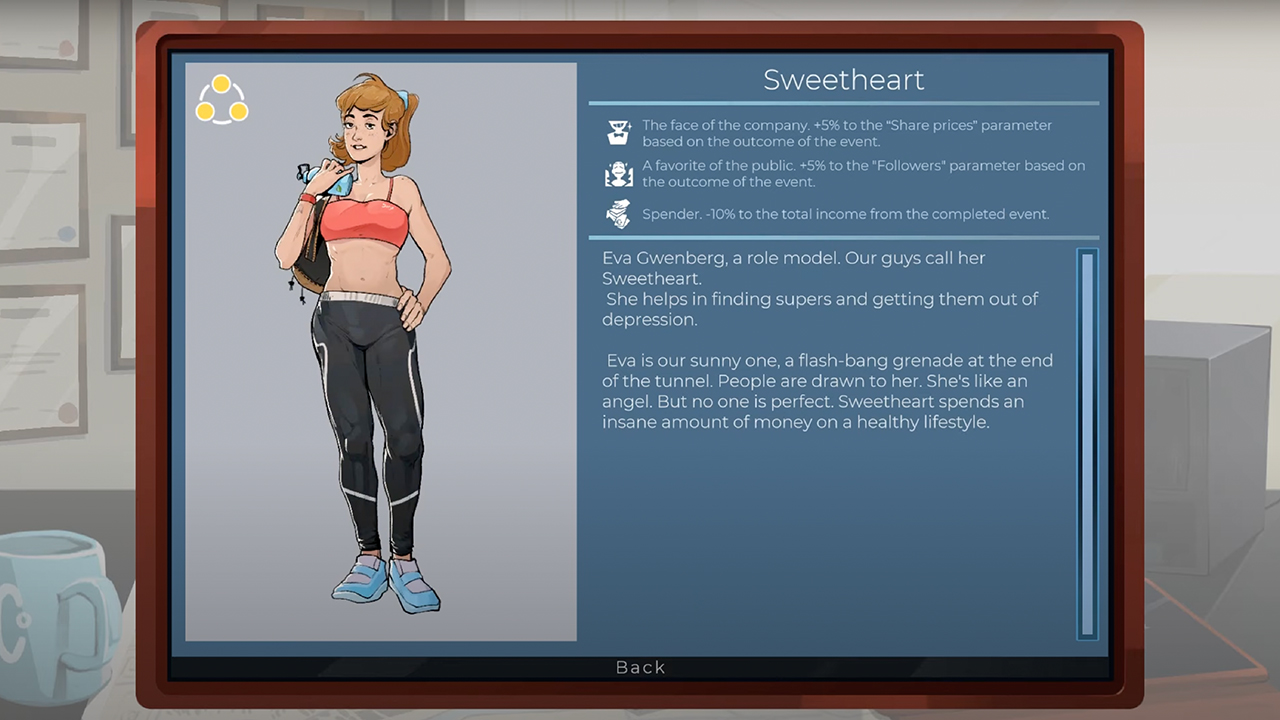 Sweetheart
The face of the company. +5% to the "Share prices" parameter
based on the outcome of the event.
A favorite of the public. +5% to the "Followers" parameter based on
the outcome of the event.
Spender. -10% to the total income from the completed event.
Eva Gwenberg, a role model. Our guys call her
Sweetheart.
She helps in finding supers and getting them out of
depression.
Eva is our sunny one, a flash-bang grenade at the end
of the tunnel. People are drawn to her. She's like an
angel. But no one is perfect. Sweetheart spends an
insane amount of money on a healthy lifestyle.
Back